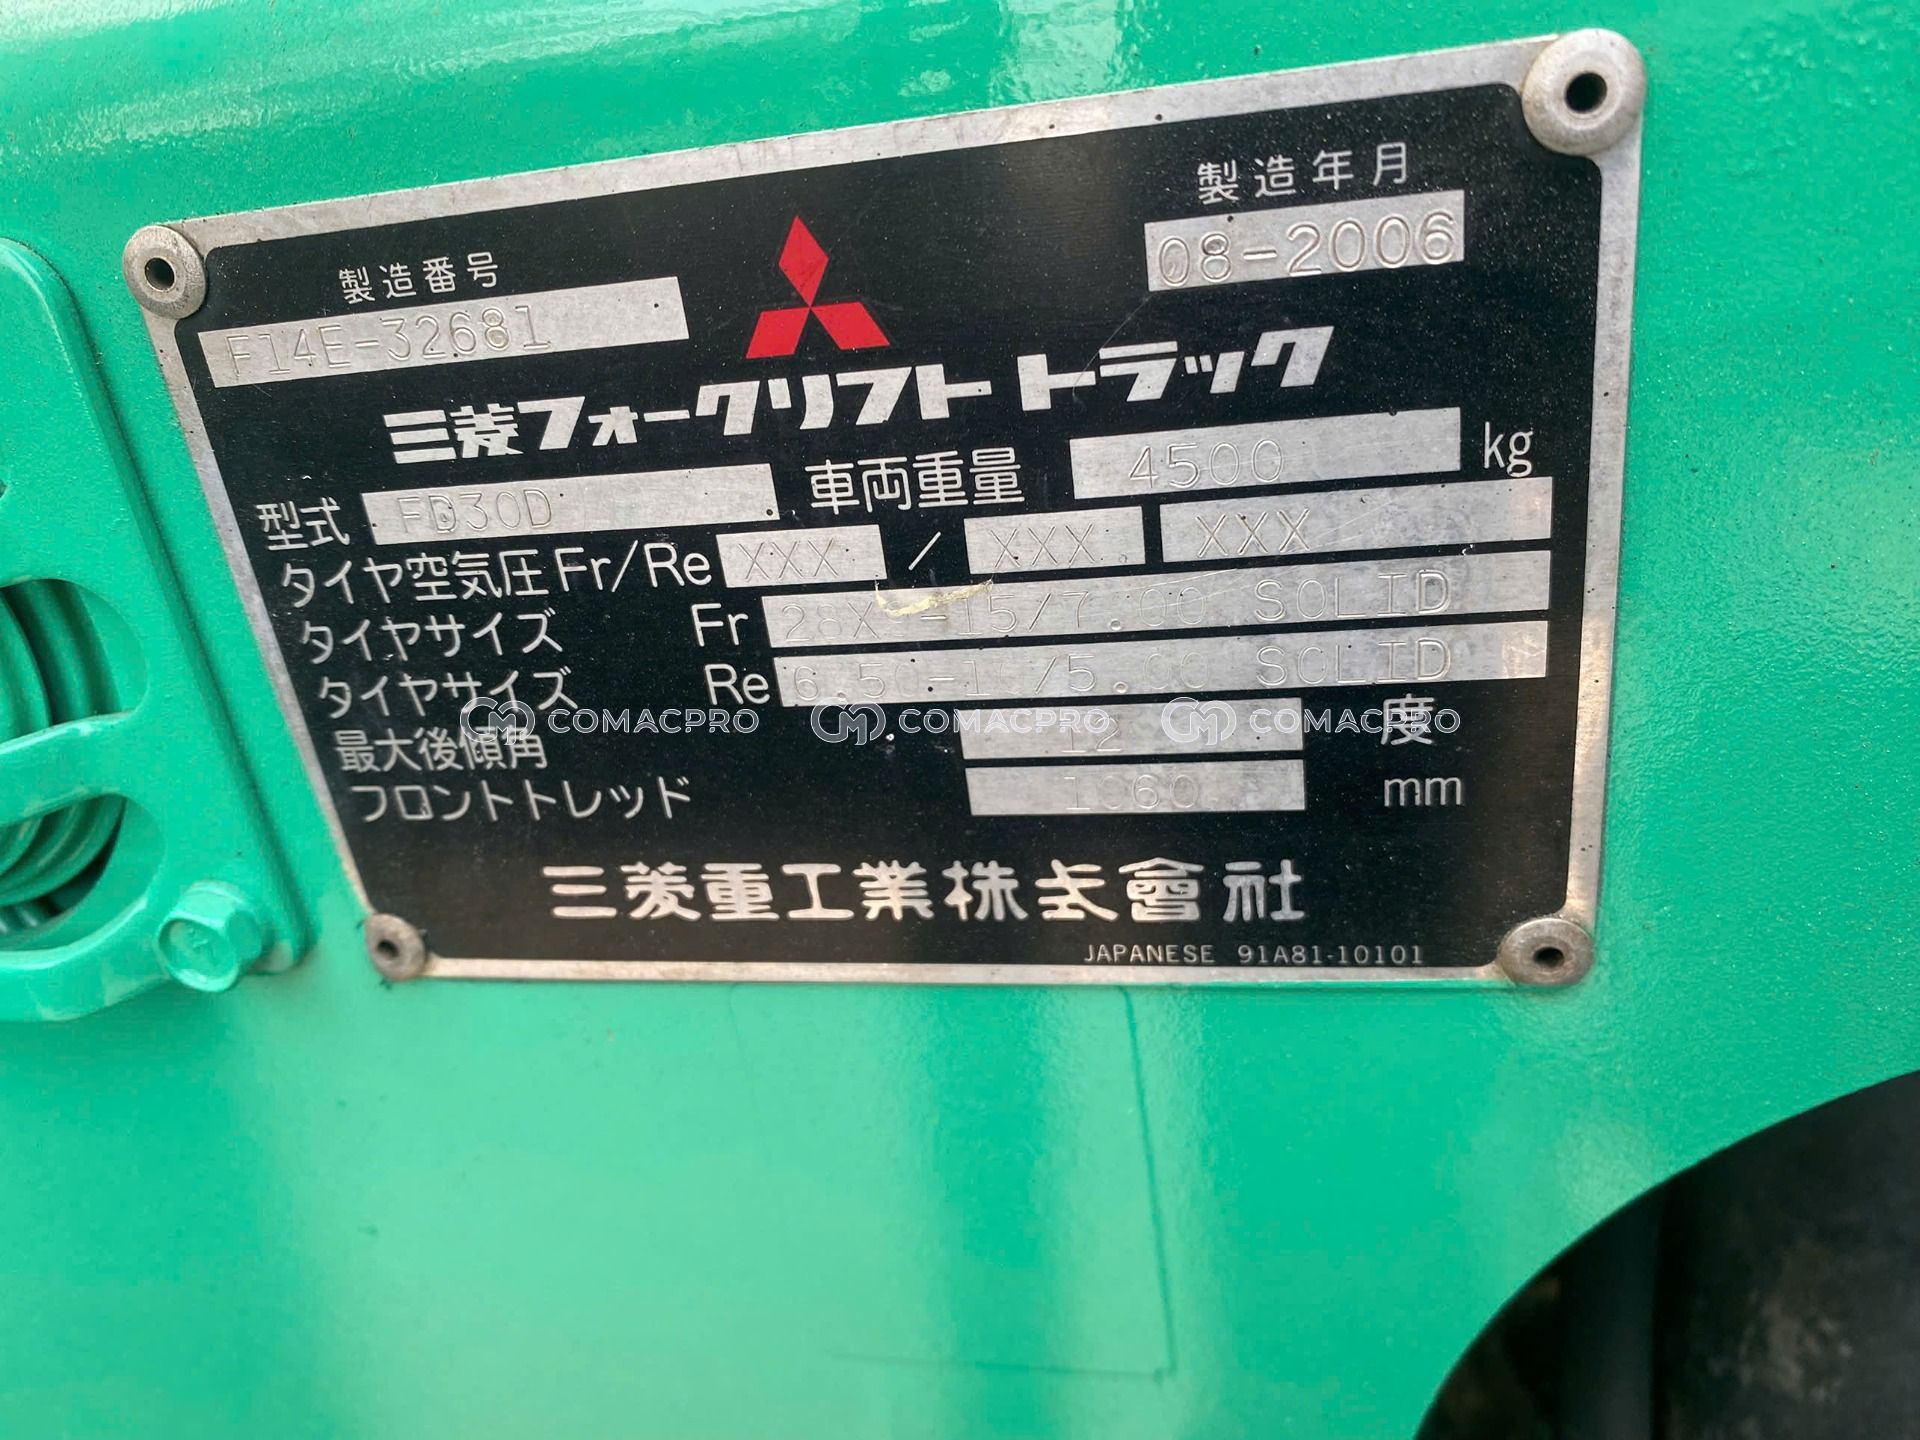 製造年月
08-2006
製造番号
F14E-32681
三菱フォークリフト トラック
型式 FD30D 車両重量 4500 kg
タイヤ空気圧 Fr/Re XXX / XXX XXX
タイヤサイズ Fr SOLID
タイヤサイズ Re SOLID
最大後傾角 12 度
フロントトレッド 1060 mm
三菱重工業株式會社
JAPANESE 91A81-10101
COMACPRO COMACPRO COMACPRO